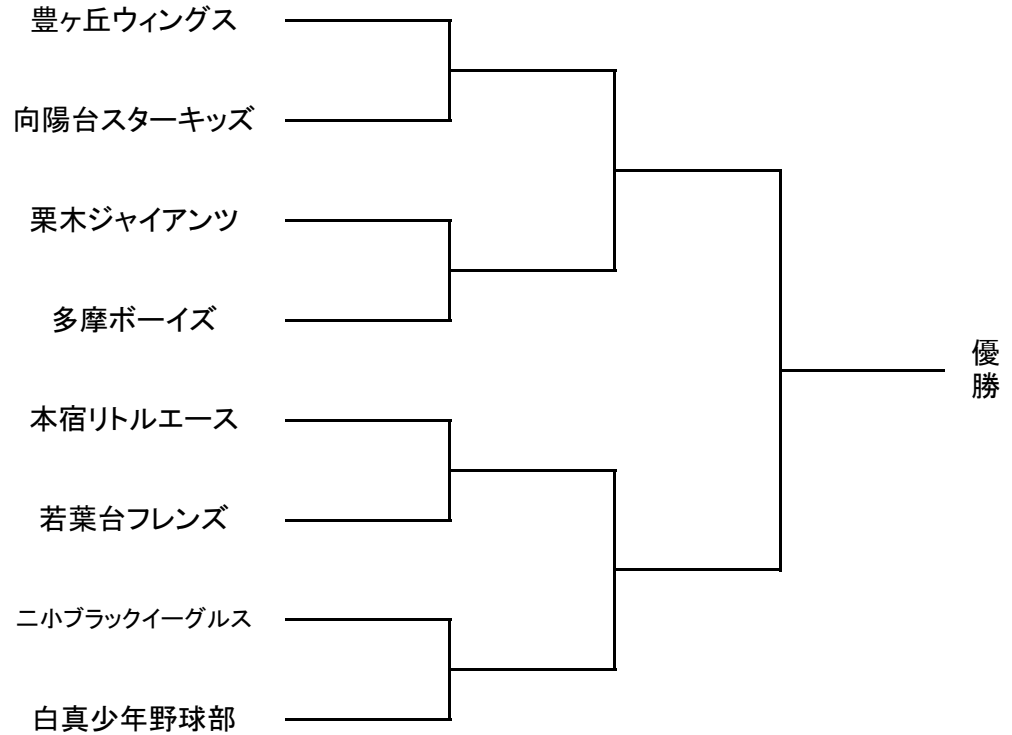 豊ヶ丘ウィングス
向陽台スターキッズ
栗木ジャイアンツ
多摩ボーイズ
優勝
本宿リトルエース
若葉台フレンズ
二小ブラックイーグルス
白真少年野球部